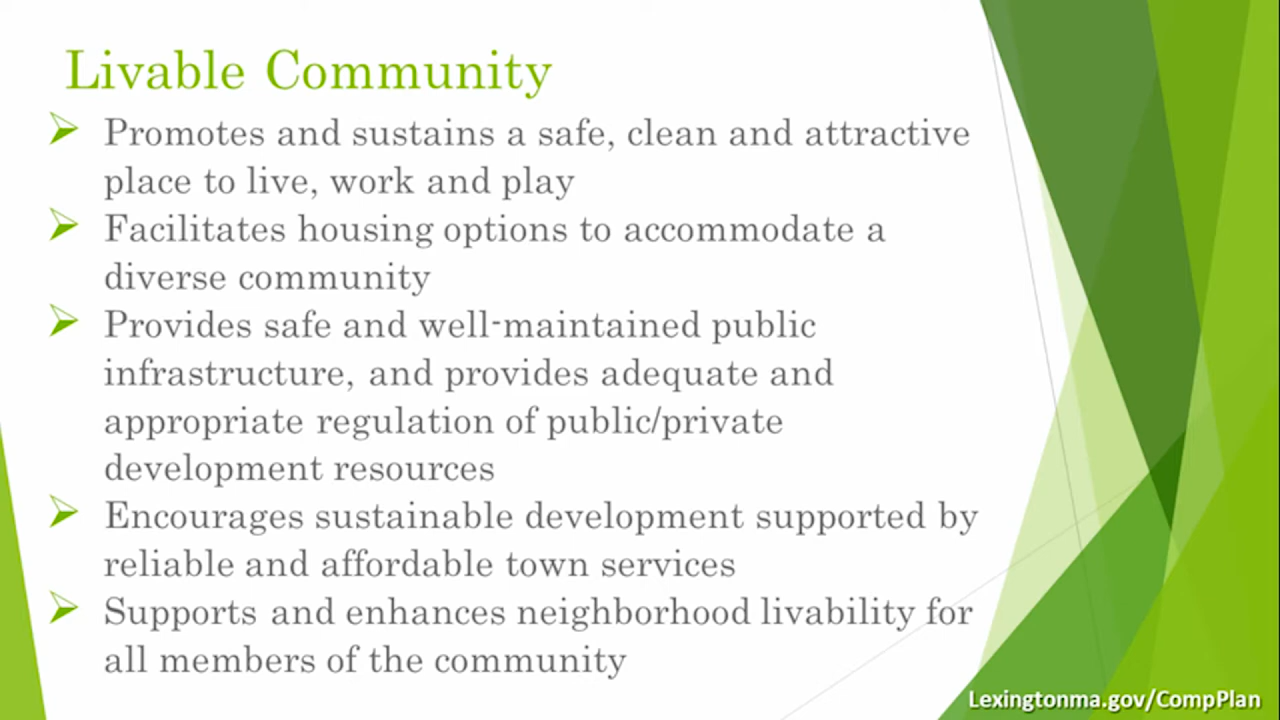 Livable Community
Promotes and sustains a safe, clean and attractive
place to live, work and play
Facilitates housing options to accommodate a
diverse community
Provides safe and well-maintained public
infrastructure, and provides adequate and
appropriate regulation of public/private
development resources
Encourages sustainable development supported by
reliable and affordable town services
Supports and enhances neighborhood livability for
all members of the community
Lexingtonma.gov/CompPlan